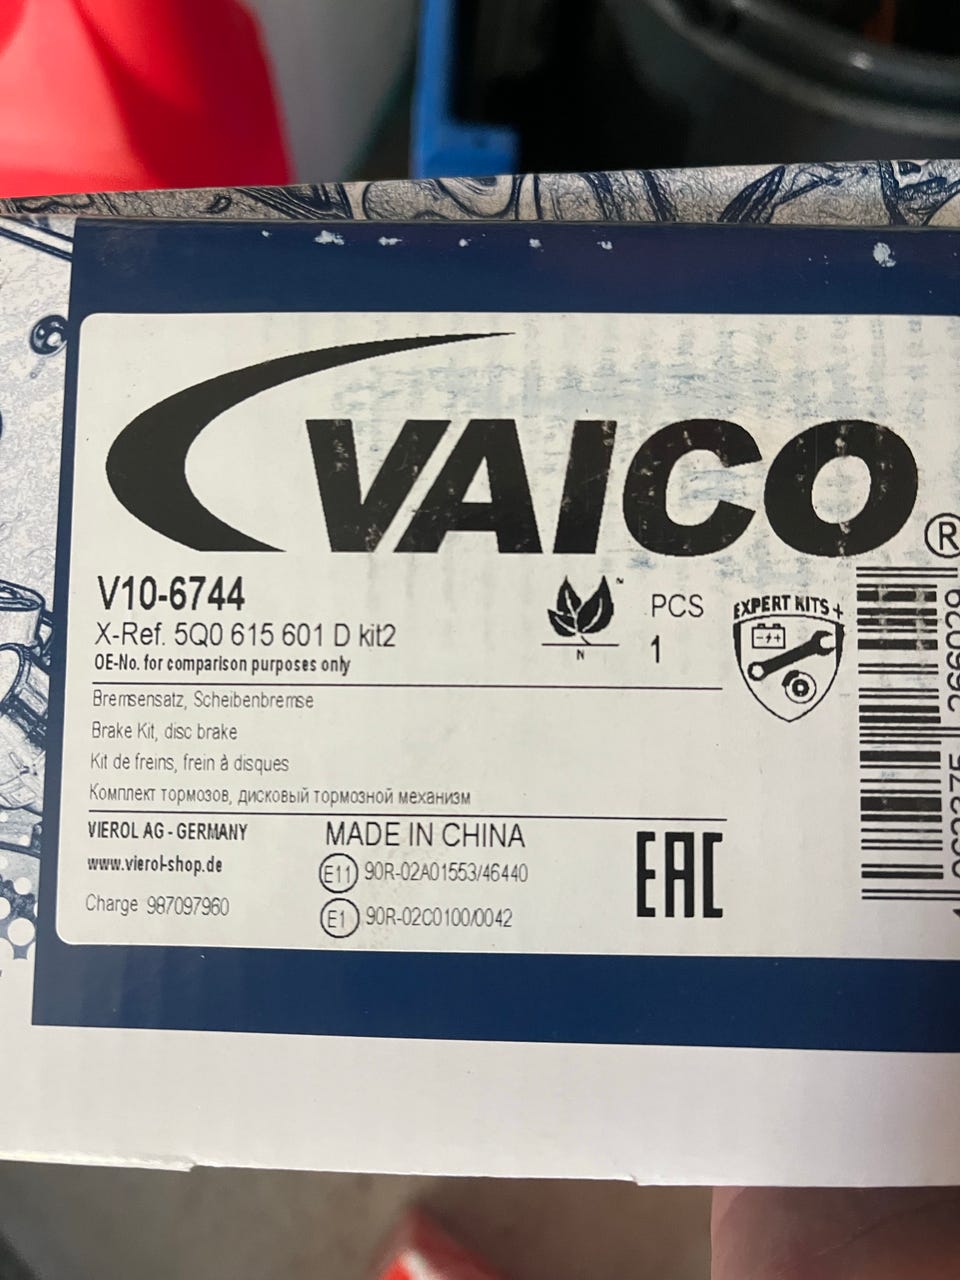 VAICO®
V10-6744
X-Ref. 5Q0 615 601 D kit2
OE-No. for comparison purposes only
N
PCS
1
EXPERT KITS +
Bremsensatz, Scheibenbremse
Brake Kit, disc brake
Kit de freins, frein à disques
Комплект тормозов, дисковый тормозной механизм
VIEROL AG - GERMANY
www.vierol-shop.de
Charge 987097960
MADE IN CHINA
E11 90R-02A01553/46440
E1 90R-02C0100/0042
EAC